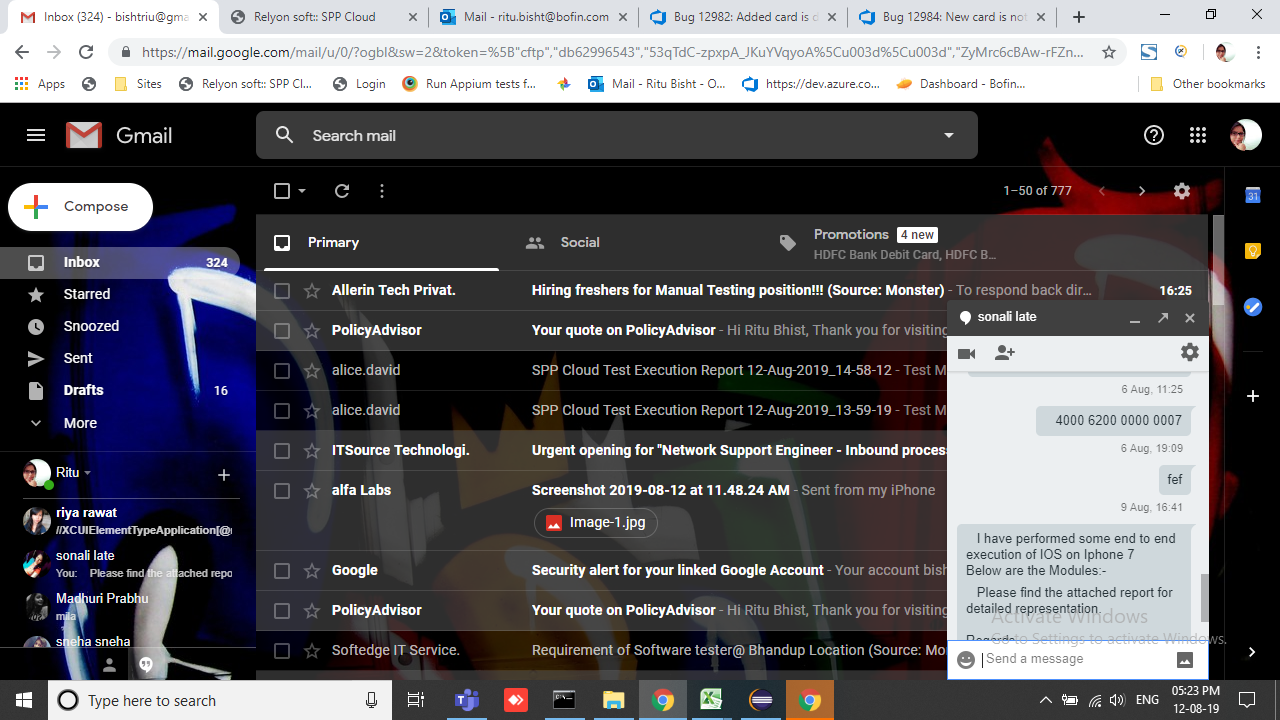 Inbox (324) - bishtriu@gma
Relyon soft:: SPP Cloud
Mail - ritu.bisht@bofin.com
Bug 12982: Added card is d
Bug 12984: New card is not
https://mail.google.com/mail/u/0/?ogbl&sw=2&token=%5B"cftp","db62996543","53qTdC-zpxpA_JKuYVqyoA%5Cu003d%5Cu003d","ZyMrc6cBAw-rFZn...
Apps
Sites
Relyon soft:: SPP Cl...
Login
Run Appium tests f...
Mail - Ritu Bisht - O...
https://dev.azure.co...
Dashboard - Bofin...
Other bookmarks
Gmail
Search mail
Compose
1–50 of 777
31
Primary
Social
Promotions 4 new
HDFC Bank Debit Card, HDFC B...
Inbox 324
Starred
Snoozed
Sent
Drafts 16
More
Allerin Tech Privat. Hiring freshers for Manual Testing position!!! (Source: Monster) - To respond back dir... 16:25
PolicyAdvisor Your quote on PolicyAdvisor - Hi Ritu Bhist, Thank you for visiting
alice.david SPP Cloud Test Execution Report 12-Aug-2019_14-58-12 - Test M
alice.david SPP Cloud Test Execution Report 12-Aug-2019_13-59-19 - Test M
ITSource Technologi. Urgent opening for "Network Support Engineer - Inbound process
alfa Labs Screenshot 2019-08-12 at 11.48.24 AM - Sent from my iPhone
Image-1.jpg
Google Security alert for your linked Google Account - Your account bish
PolicyAdvisor Your quote on PolicyAdvisor - Hi Ritu Bhist, Thank you for visiting
Softedge IT Service. Requirement of Software tester@ Bhandup Location (Source: Mon
Ritu
riya rawat
//XCUIElementTypeApplication[@
sonali late
You: Please find the attached repo
Madhuri Prabhu
mila
sneha sneha
sonali late
6 Aug, 11:25
4000 6200 0000 0007
6 Aug, 19:09
fef
9 Aug, 16:41
I have performed some end to end
execution of IOS on Iphone 7
Below are the Modules:-
Please find the attached report for
detailed representation.
Regards
Activate Windows
Go to Settings to activate Windows.
Send a message
Type here to search
ENG
05:23 PM
12-08-19